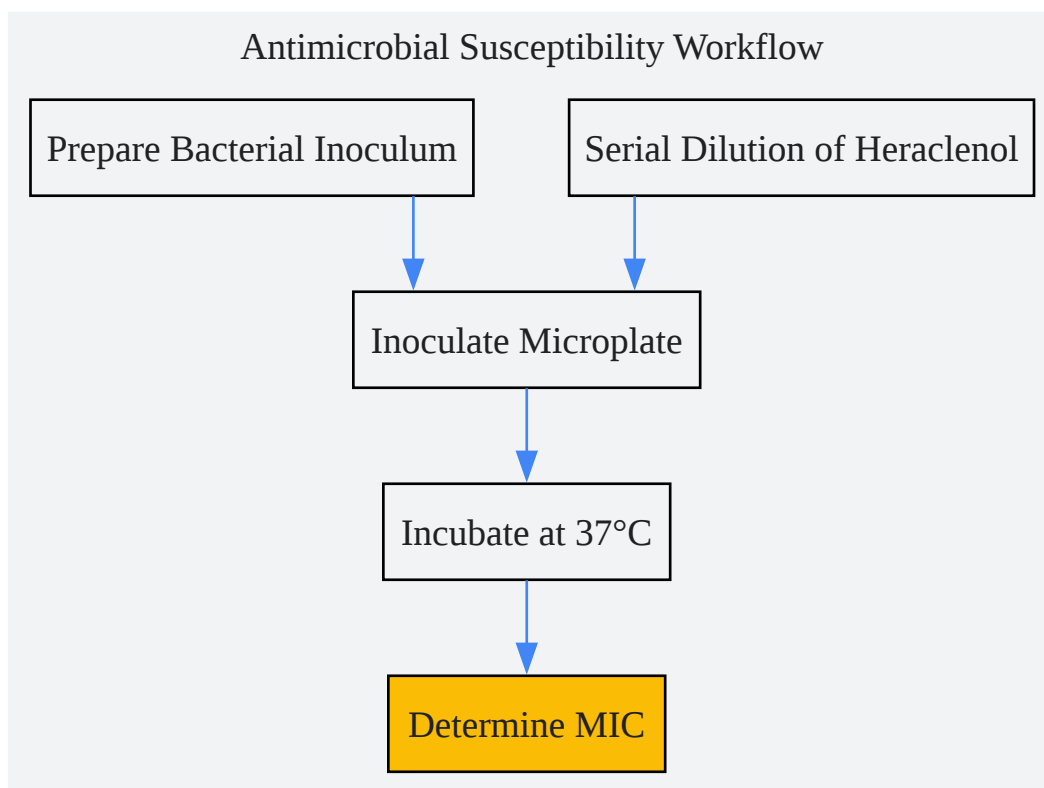 Antimicrobial Susceptibility Workflow
Prepare Bacterial Inoculum
Serial Dilution of Heraclenol
Inoculate Microplate
Incubate at 37°C
Determine MIC